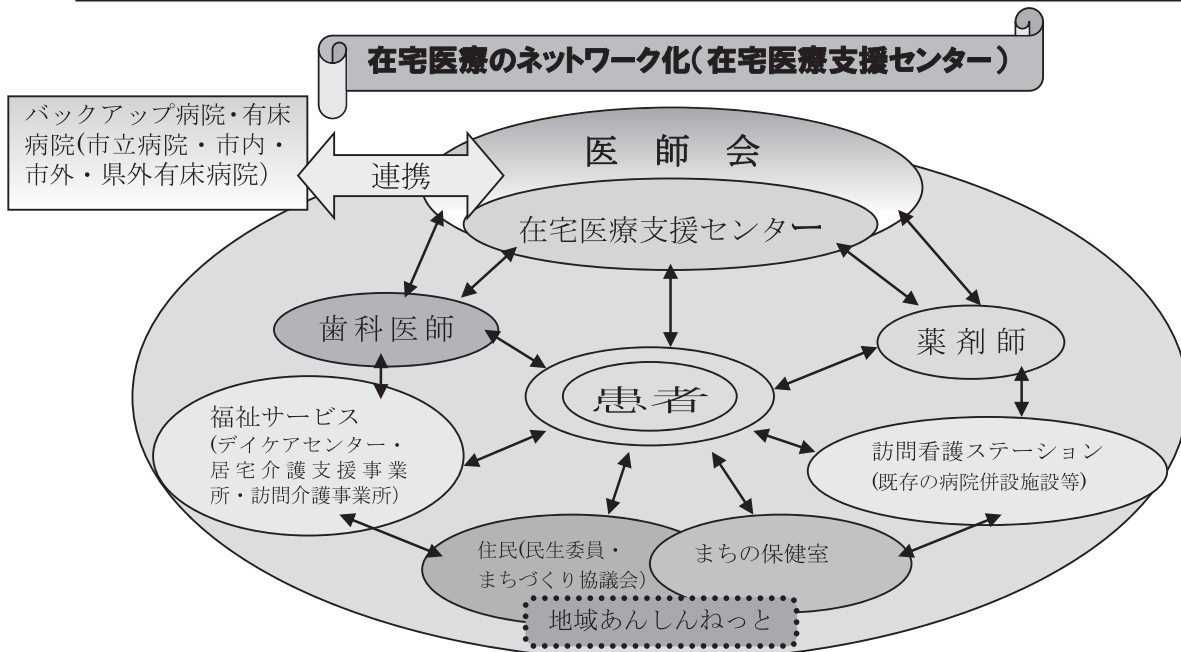 在宅医療のネットワーク化(在宅医療支援センター)
バックアップ病院・有床
病院(市立病院・市内・
市外・県外有床病院)
連携
医師会
在宅医療支援センター
歯科医師
薬剤師
患者
福祉サービス
(デイケアセンター・
居宅介護支援事業
所・訪問介護事業所)
訪問看護ステーション
(既存の病院併設施設等)
住民(民生委員・
まちづくり協議会)
まちの保健室
地域あんしんねっと